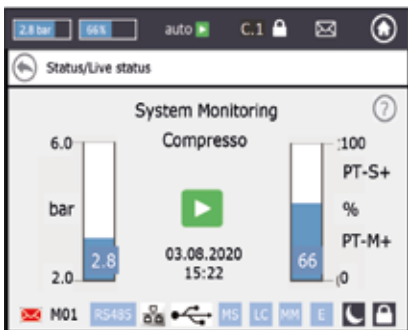 2.8 bar 66% auto C.1
Status/Live status
System Monitoring ?
6.0 Compresso 100
PT-S+
bar %
PT-M+
2.8 03.08.2020 66
15:22
2.0 0
M01 RS485 MS LC MM E